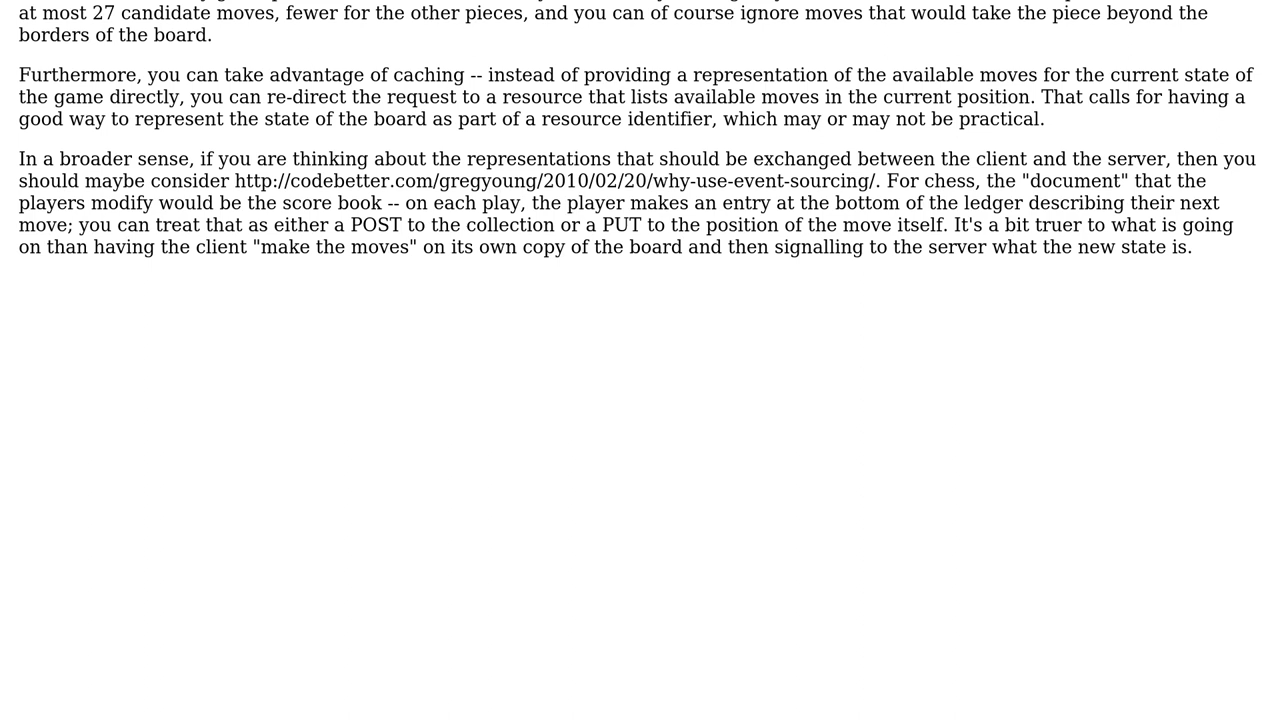 at most 27 candidate moves, fewer for the other pieces, and you can of course ignore moves that would take the piece beyond the
borders of the board.
Furthermore, you can take advantage of caching -- instead of providing a representation of the available moves for the current state of
the game directly, you can re-direct the request to a resource that lists available moves in the current position. That calls for having a
good way to represent the state of the board as part of a resource identifier, which may or may not be practical.
In a broader sense, if you are thinking about the representations that should be exchanged between the client and the server, then you
should maybe consider http://codebetter.com/gregyoung/2010/02/20/why-use-event-sourcing/. For chess, the "document" that the
players modify would be the score book -- on each play, the player makes an entry at the bottom of the ledger describing their next
move; you can treat that as either a POST to the collection or a PUT to the position of the move itself. It's a bit truer to what is going
on than having the client "make the moves" on its own copy of the board and then signalling to the server what the new state is.